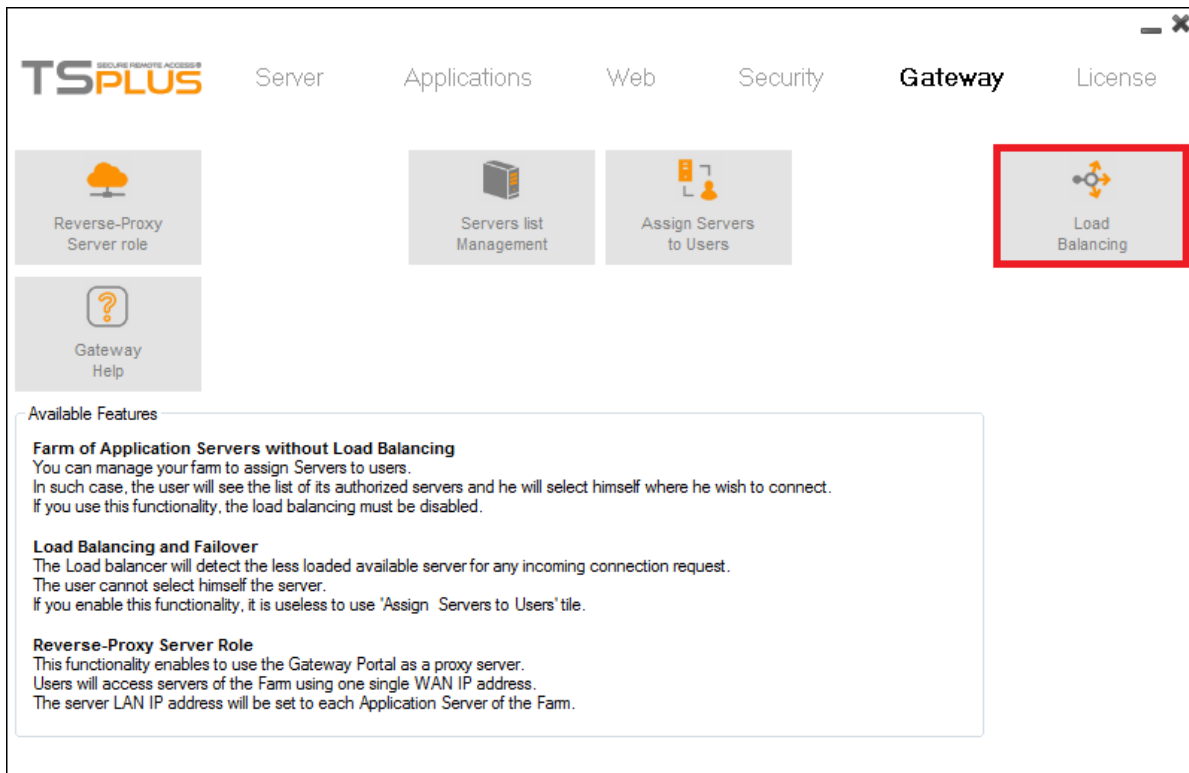 SECURE REMOTE ACCESS®
TSPLUS
Server
Applications
Web
Security
Gateway
License
Reverse-Proxy
Server role
Servers list
Management
Assign Servers
to Users
Load
Balancing
Gateway
Help
Available Features
Farm of Application Servers without Load Balancing
You can manage your farm to assign Servers to users.
In such case, the user will see the list of its authorized servers and he will select himself where he wish to connect.
If you use this functionality, the load balancing must be disabled.
Load Balancing and Failover
The Load balancer will detect the less loaded available server for any incoming connection request.
The user cannot select himself the server.
If you enable this functionality, it is useless to use 'Assign Servers to Users' tile.
Reverse-Proxy Server Role
This functionality enables to use the Gateway Portal as a proxy server.
Users will access servers of the Farm using one single WAN IP address.
The server LAN IP address will be set to each Application Server of the Farm.